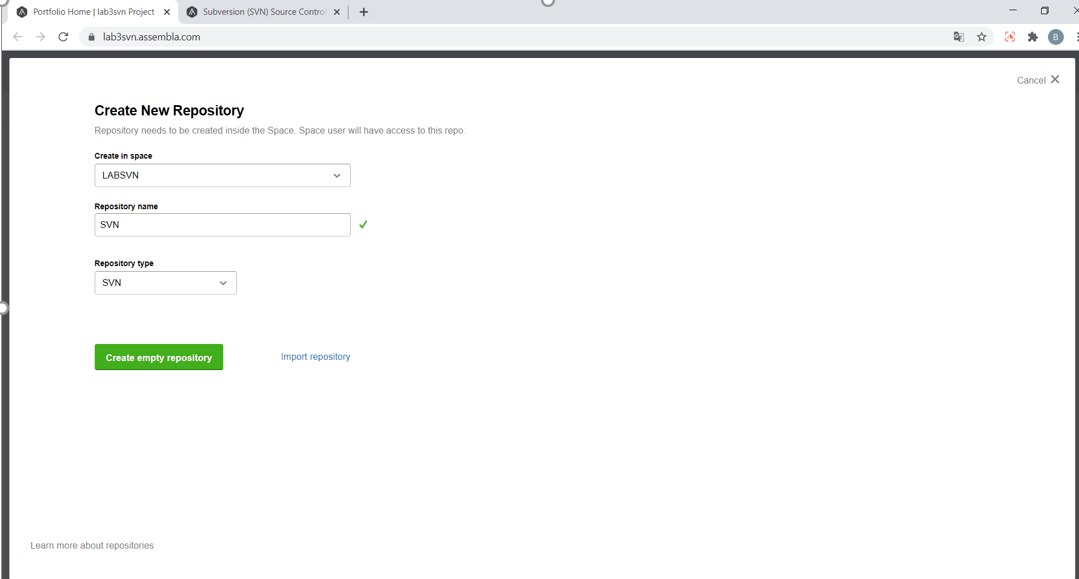 Portfolio Home | lab3svn Project
Subversion (SVN) Source Control
lab3svn.assembla.com
B
Cancel
Create New Repository
Repository needs to be created inside the Space. Space user will have access to this repo.
Create in space
LABSVN
Repository name
SVN
Repository type
SVN
Create empty repository
Import repository
Learn more about repositories